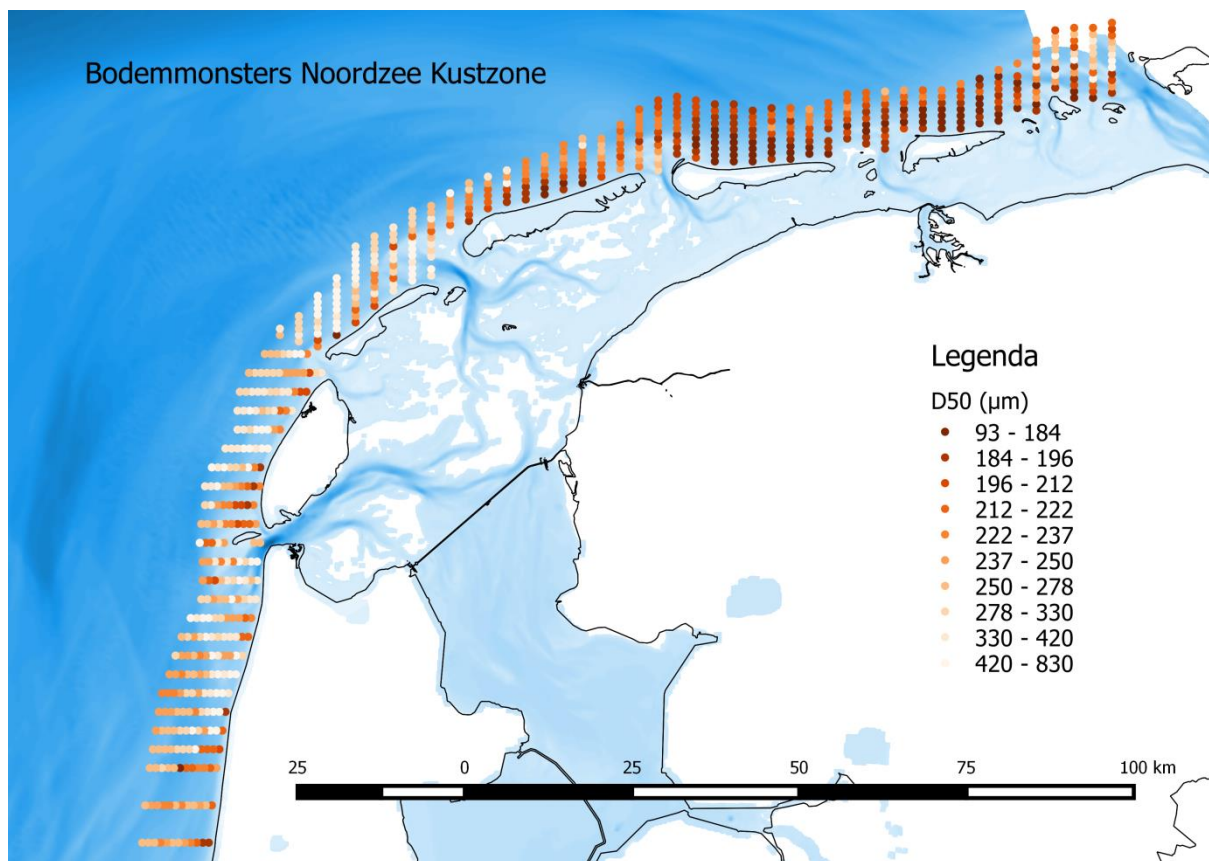 Bodemmonsters Noordzee Kustzone
Legenda
D50 (µm)
93 - 184
184 - 196
196 - 212
212 - 222
222 - 237
237 - 250
250 - 278
278 - 330
330 - 420
420 - 830
25 0 25 50 75 100 km